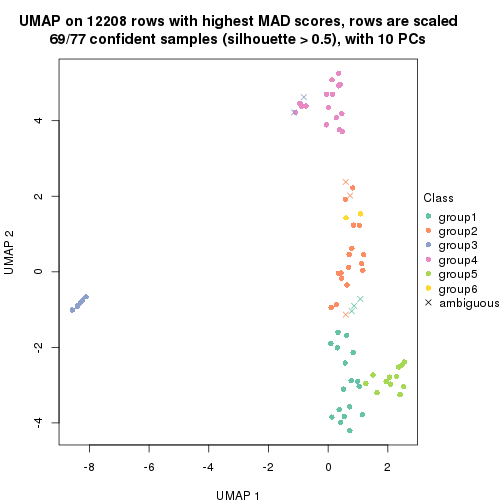 UMAP on 12208 rows with highest MAD scores, rows are scaled
69/77 confident samples (silhouette > 0.5), with 10 PCs
4
2
0
-2
-4
UMAP 2
-8
-6
-4
-2
0
2
UMAP 1
Class
group1
group2
group3
group4
group5
group6
ambiguous